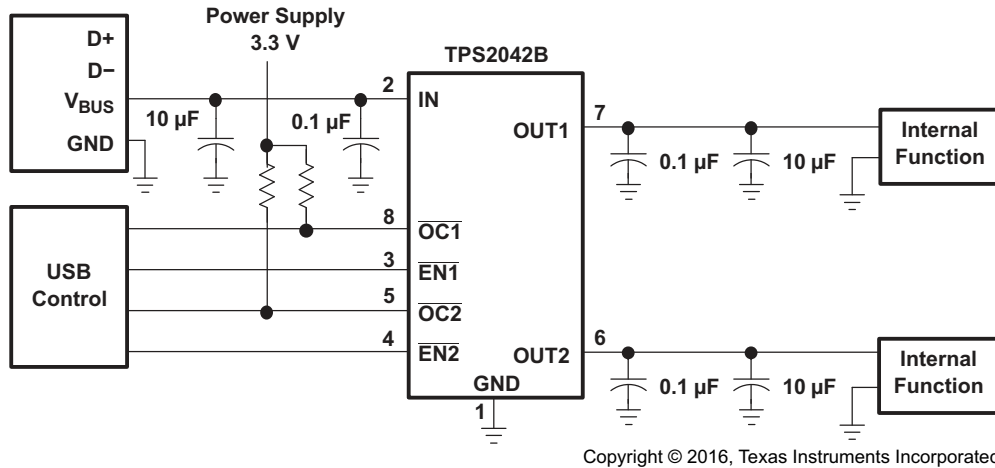 Power Supply
3.3 V
TPS2042B
D+
D−
VBUS
GND
10 µF
0.1 µF
2
IN
7
OUT1
0.1 µF
10 µF
Internal
Function
USB
Control
8
OC1
3
EN1
5
OC2
4
EN2
6
OUT2
GND
1
0.1 µF
10 µF
Internal
Function
Copyright © 2016, Texas Instruments Incorporated